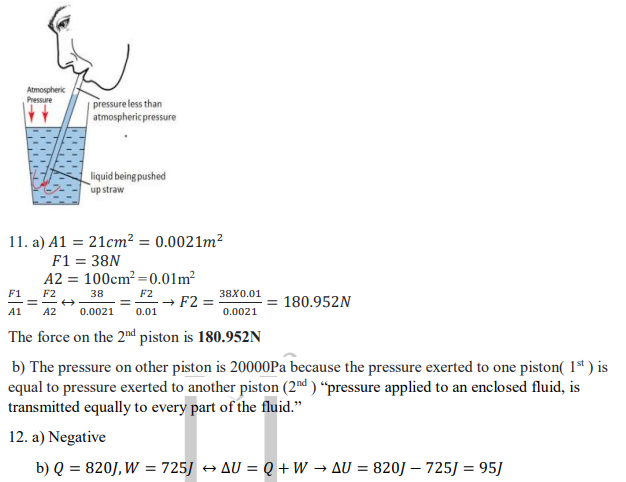 Atmospheric
Pressure
pressure less than
atmospheric pressure
liquid being pushed
up straw
11. a) A1 = 21cm² = 0.0021m²
F1 = 38N
A2 = 100cm² =0.01m²
F1/A1 = F2/A2 ↔ 38/0.0021 = F2/0.01 → F2 = 38X0.01/0.0021 = 180.952N
The force on the 2nd piston is 180.952N
b) The pressure on other piston is 20000Pa because the pressure exerted to one piston( 1st ) is
equal to pressure exerted to another piston (2nd ) “pressure applied to an enclosed fluid, is
transmitted equally to every part of the fluid.”
12. a) Negative
b) Q = 820J, W = 725J ↔ ΔU = Q + W → ΔU = 820J – 725J = 95J